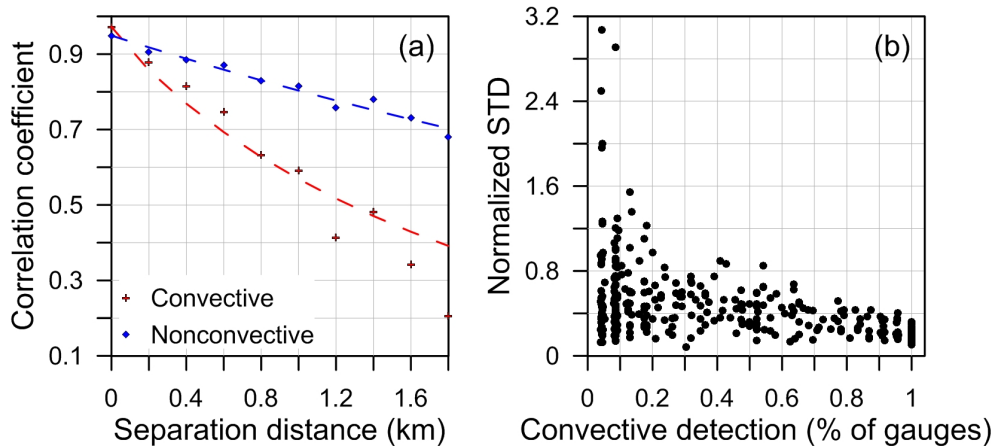 (a)
Correlation coefficient
0.9
0.7
0.5
0.3
0.1
Convective
Nonconvective
0 0.4 0.8 1.2 1.6
Separation distance (km)
(b)
Normalized STD
3.2
2.4
1.6
0.8
0
0 0.2 0.4 0.6 0.8 1
Convective detection (% of gauges)